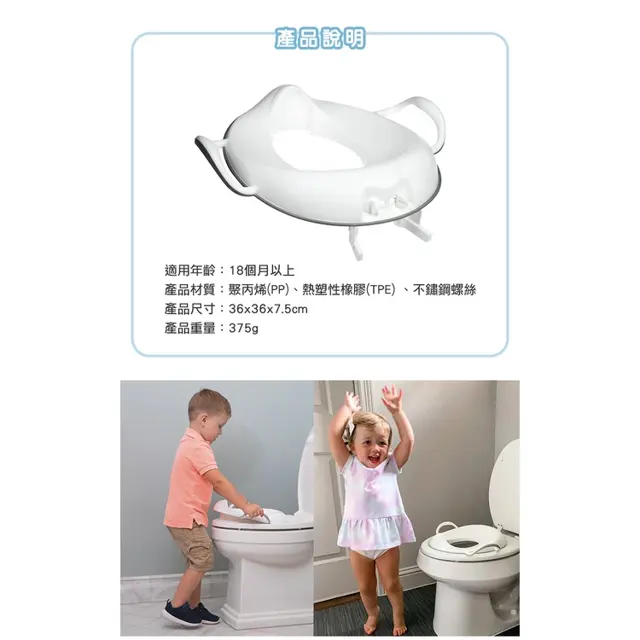 產品說明
適用年齡：18個月以上
產品材質：聚丙烯(PP)、熱塑性橡膠(TPE) 、不鏽鋼螺絲
產品尺寸：36x36x7.5cm
產品重量：375g